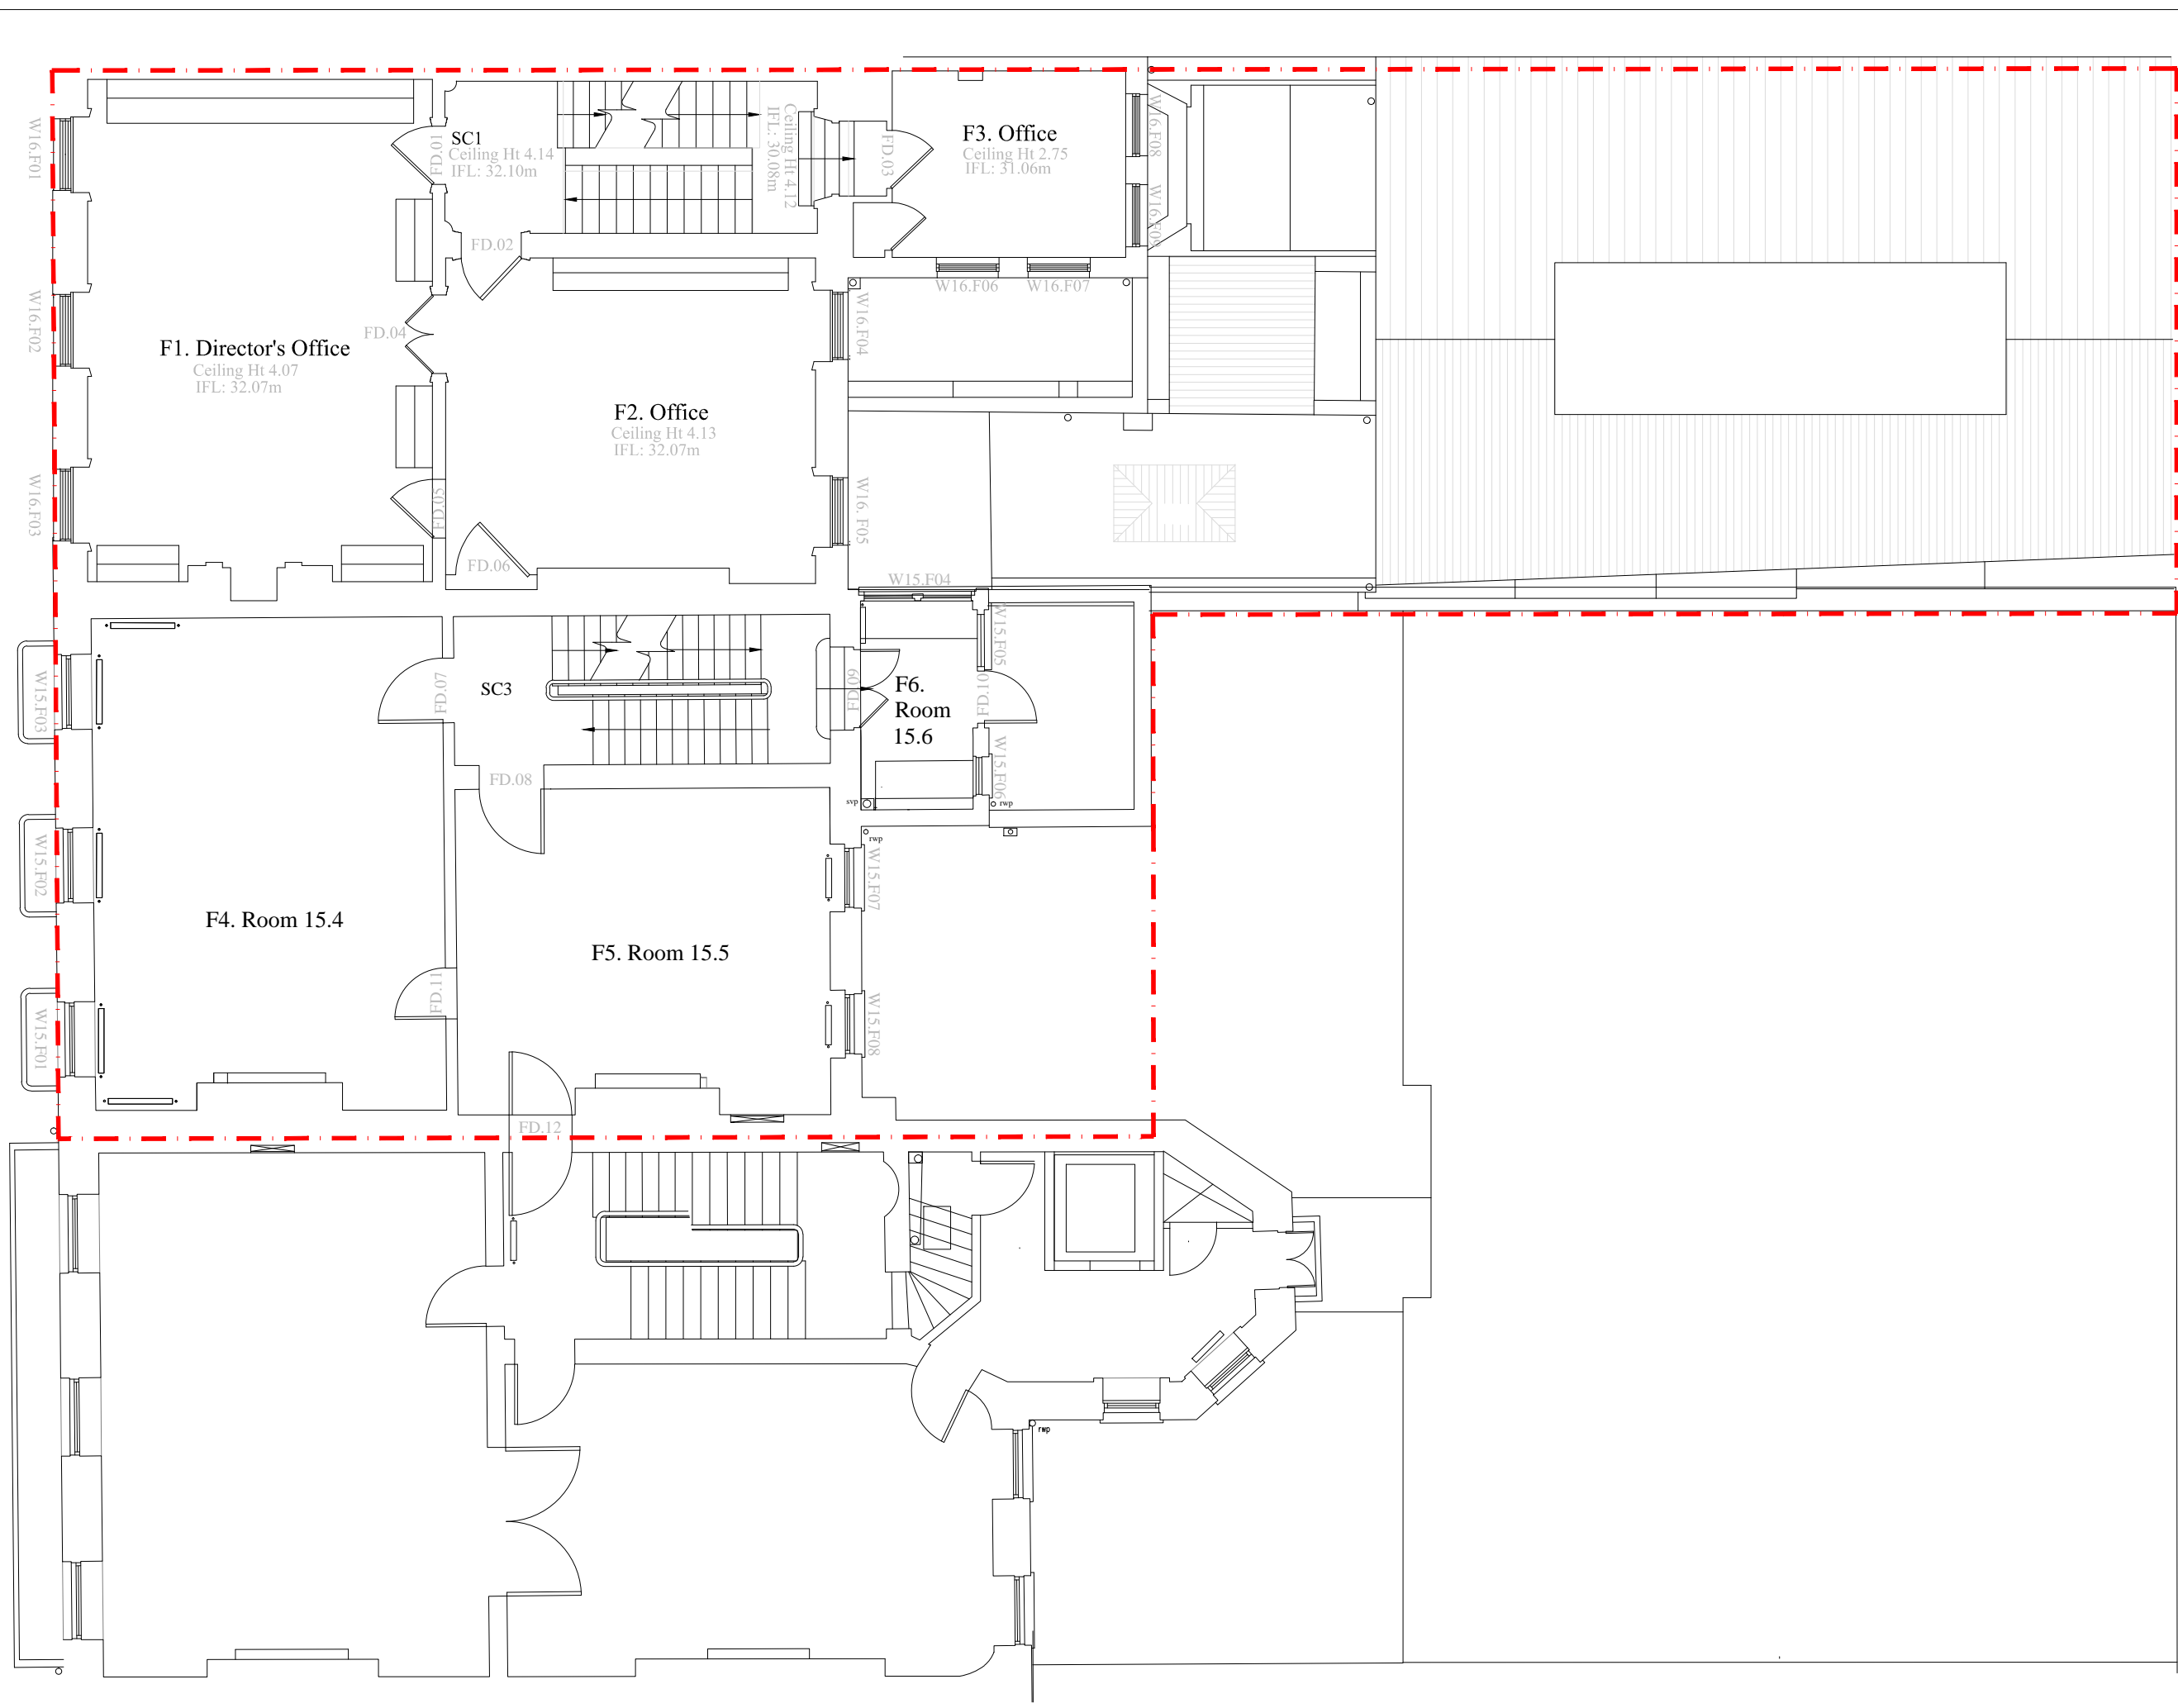 W16.F01
FD.01
SC1
Ceiling Ht 4.14
IFL: 32.10m
Ceiling Ht 4.12
IFL: 30.08m
FD.03
F3. Office
Ceiling Ht 2.75
IFL: 31.06m
W16.F08
W16.F09
FD.02
W16.F06
W16.F07
W16.F02
FD.04
F1. Director's Office
Ceiling Ht 4.07
IFL: 32.07m
W16.F04
F2. Office
Ceiling Ht 4.13
IFL: 32.07m
W16.F03
FD.05
W16. F05
FD.06
W15.F04
W15.F05
W15.F03
FD.07
SC3
FD.09
F6.
Room
15.6
FD.10
W15.F06
FD.08
svp
rwp
rwp
W15.F02
W15.F07
F4. Room 15.4
F5. Room 15.5
FD.11
W15.F01
W15.F08
FD.12
rwp